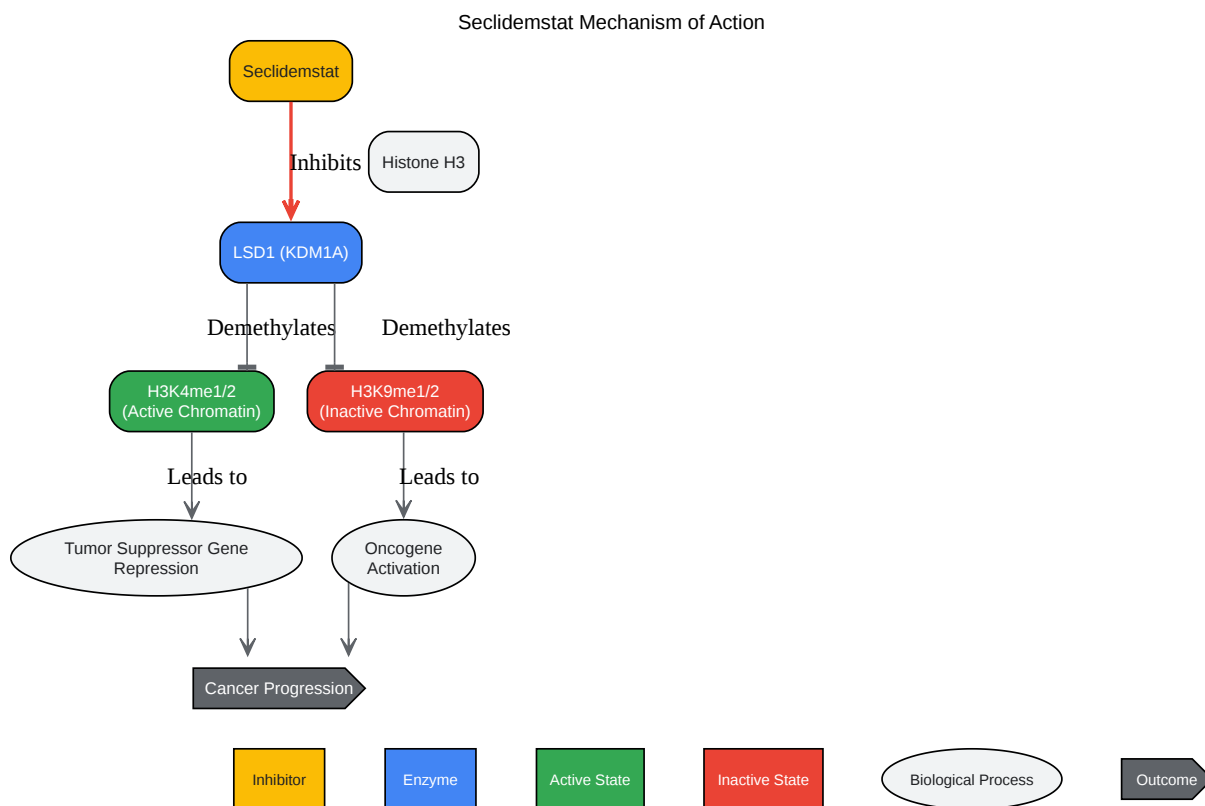 Seclidemstat Mechanism of Action
Seclidemstat
Inhibits
Histone H3
LSD1 (KDM1A)
Demethylates
Demethylates
H3K4me1/2
(Active Chromatin)
H3K9me1/2
(Inactive Chromatin)
Leads to
Leads to
Tumor Suppressor Gene
Repression
Oncogene
Activation
Cancer Progression
Inhibitor
Enzyme
Active State
Inactive State
Biological Process
Outcome